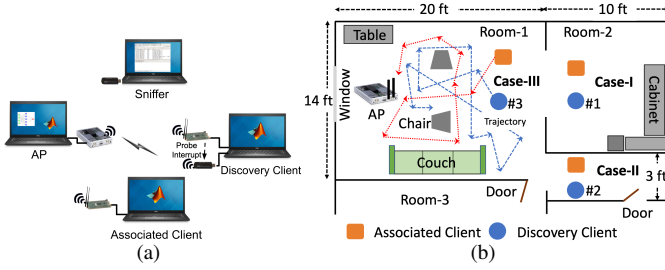 (a)
Sniffer
AP
Probe
Interrupt
Discovery Client
Associated Client
(b)
20 ft
10 ft
14 ft
3 ft
Table
Room-1
Room-2
Window
AP
Case-III
#3
Case-I
#1
Cabinet
Chair
Trajectory
Couch
Case-II
#2
Room-3
Door
Door
Associated Client
Discovery Client
(a)
(b)